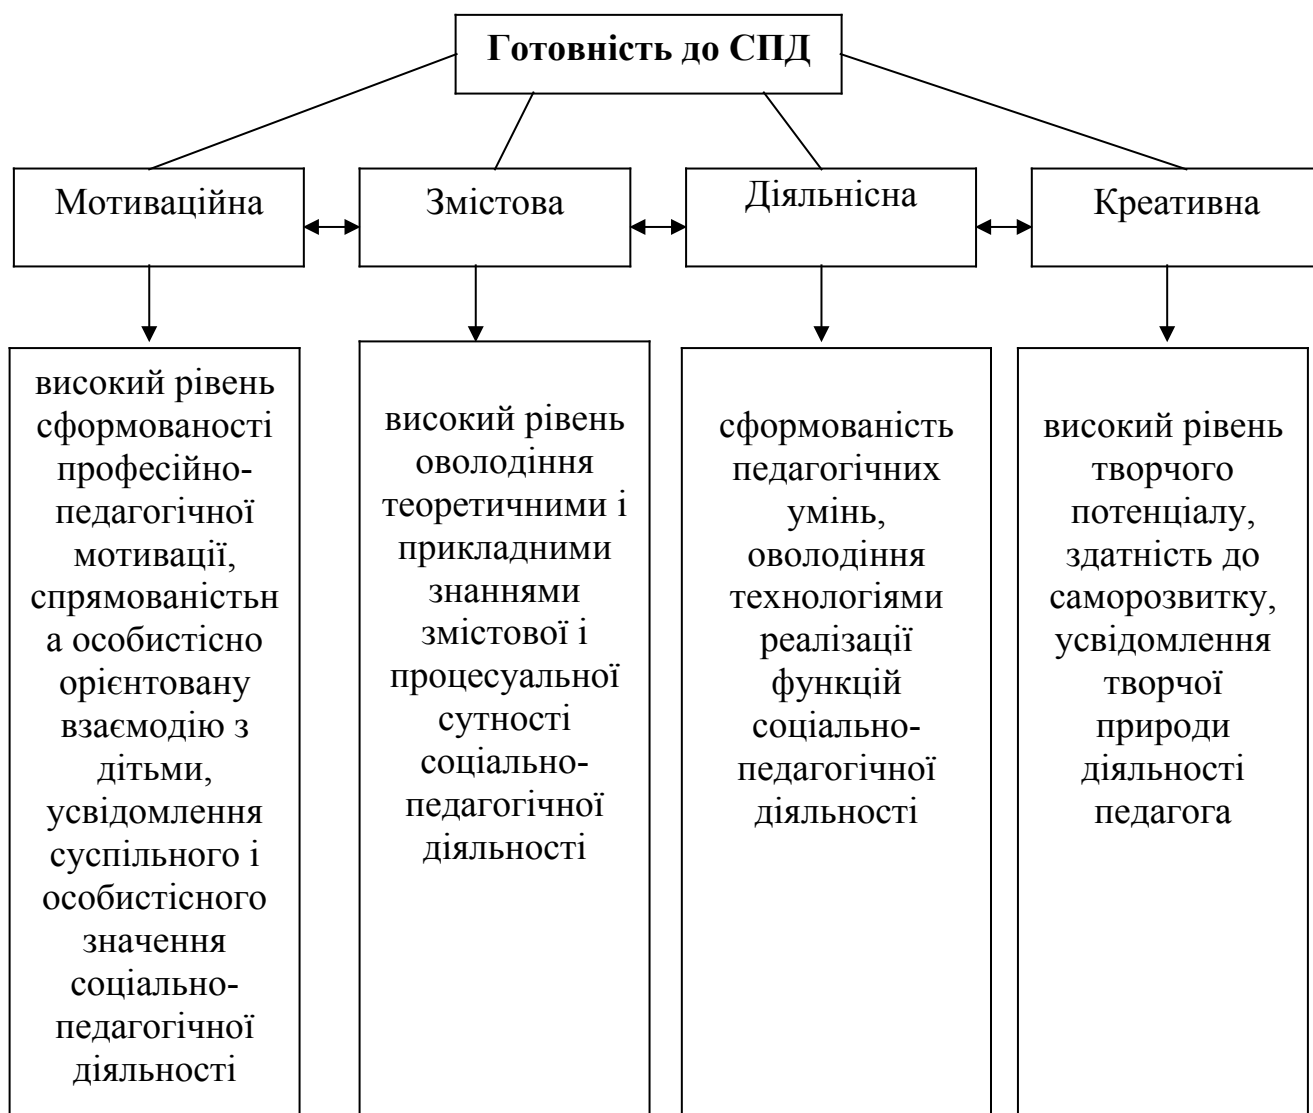 Готовність до СПД
Мотиваційна
Змістова
Діяльнісна
Креативна
високий рівень
сформованості
професійно-
педагогічної
мотивації,
спрямованістьн
а особистісно
орієнтовану
взаємодію з
дітьми,
усвідомлення
суспільного і
особистісного
значення
соціально-
педагогічної
діяльності
високий рівень
оволодіння
теоретичними і
прикладними
знаннями
змістової і
процесуальної
сутності
соціально-
педагогічної
діяльності
сформованість
педагогічних
умінь,
оволодіння
технологіями
реалізації
функцій
соціально-
педагогічної
діяльності
високий рівень
творчого
потенціалу,
здатність до
саморозвитку,
усвідомлення
творчої
природи
діяльності
педагога